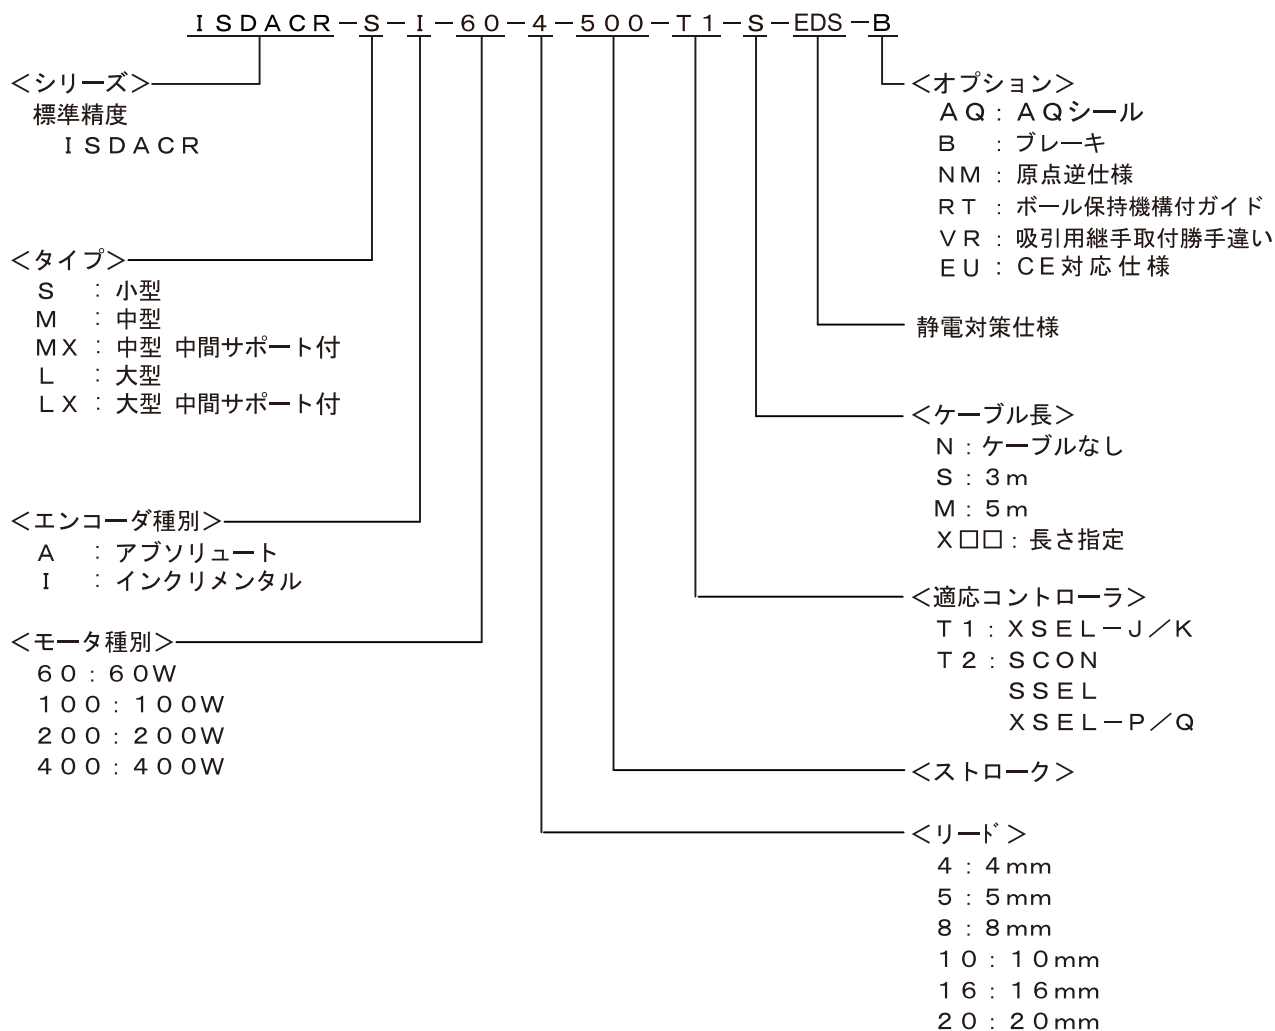 ISDACR-S-I-60-4-500-T1-S-EDS-B
<シリーズ>
標準精度
ISDACR
<タイプ>
S : 小型
M : 中型
MX : 中型 中間サポート付
L : 大型
LX : 大型 中間サポート付
<エンコーダ種別>
A : アブソリュート
I : インクリメンタル
<モータ種別>
60 : 60W
100 : 100W
200 : 200W
400 : 400W
<オプション>
AQ : AQシール
B : ブレーキ
NM : 原点逆仕様
RT : ボール保持機構付ガイド
VR : 吸引用継手取付勝手違い
EU : CE対応仕様
静電対策仕様
<ケーブル長>
N : ケーブルなし
S : 3m
M : 5m
X□□ : 長さ指定
<適応コントローラ>
T1 : XSEL-J/K
T2 : SCON
SSEL
XSEL-P/Q
<ストローク>
<リード>
4 : 4mm
5 : 5mm
8 : 8mm
10 : 10mm
16 : 16mm
20 : 20mm